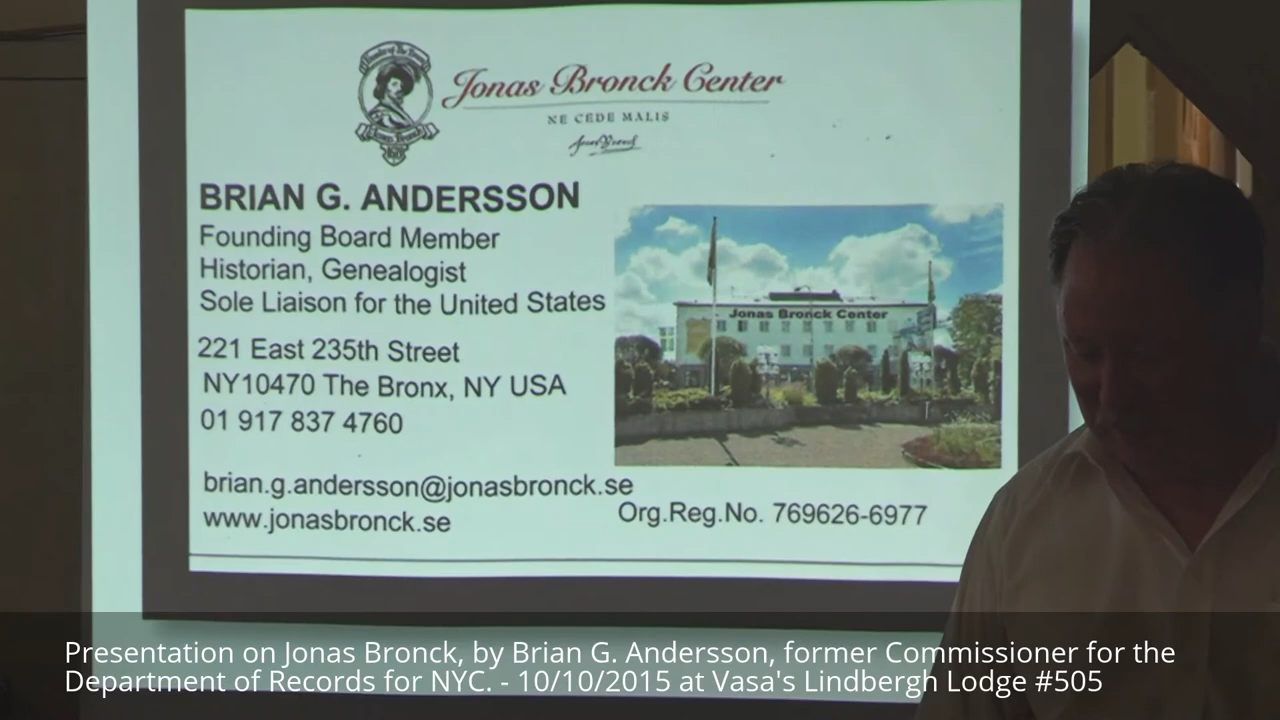 Jonas Bronck Center
NE CEDE MALIS
Jonas Bronck
BRIAN G. ANDERSSON
Founding Board Member
Historian, Genealogist
Sole Liaison for the United States
221 East 235th Street
NY10470 The Bronx, NY USA
01 917 837 4760
brian.g.andersson@jonasbronck.se
www.jonasbronck.se
Jonas Bronck Center
Org.Reg.No. 769626-6977
Presentation on Jonas Bronck, by Brian G. Andersson, former Commissioner for the
Department of Records for NYC. - 10/10/2015 at Vasa's Lindbergh Lodge #505